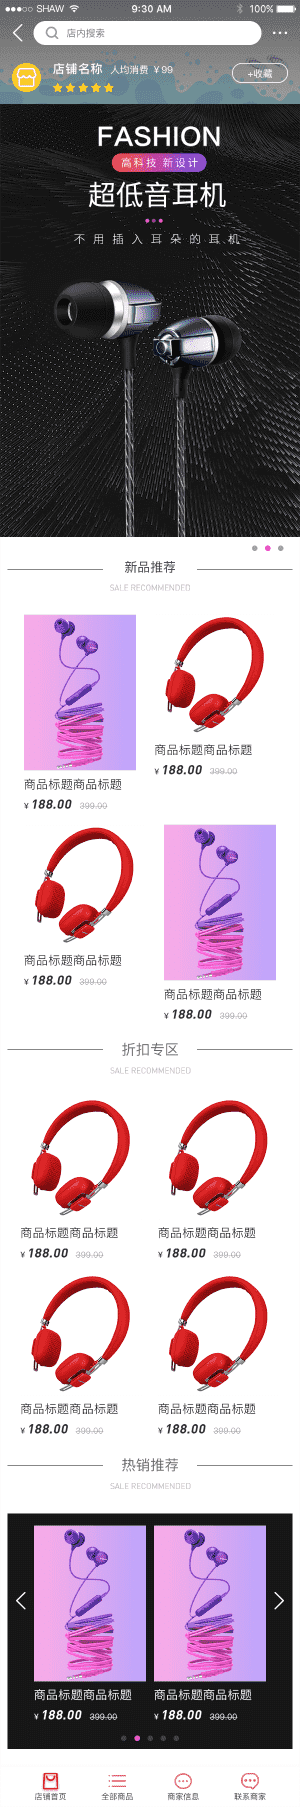 SHAW 9:30 AM 100%
店内搜索
店铺名称 人均消费 ￥99
+收藏
FASHION
高科技 新设计
超低音耳机
不用插入耳朵的耳机
新品推荐
SALE RECOMMENDED
商品标题商品标题
¥ 188.00 399.00
商品标题商品标题
¥ 188.00 399.00
商品标题商品标题
¥ 188.00 399.00
商品标题商品标题
¥ 188.00 399.00
折扣专区
SALE RECOMMENDED
商品标题商品标题 商品标题商品标题
¥ 188.00 399.00 ¥ 188.00 399.00
商品标题商品标题 商品标题商品标题
¥ 188.00 399.00 ¥ 188.00 399.00
热销推荐
SALE RECOMMENDED
商品标题商品标题 商品标题商品标题
¥ 188.00 399.00 ¥ 188.00 399.00
店铺首页 全部商品 商家信息 联系商家